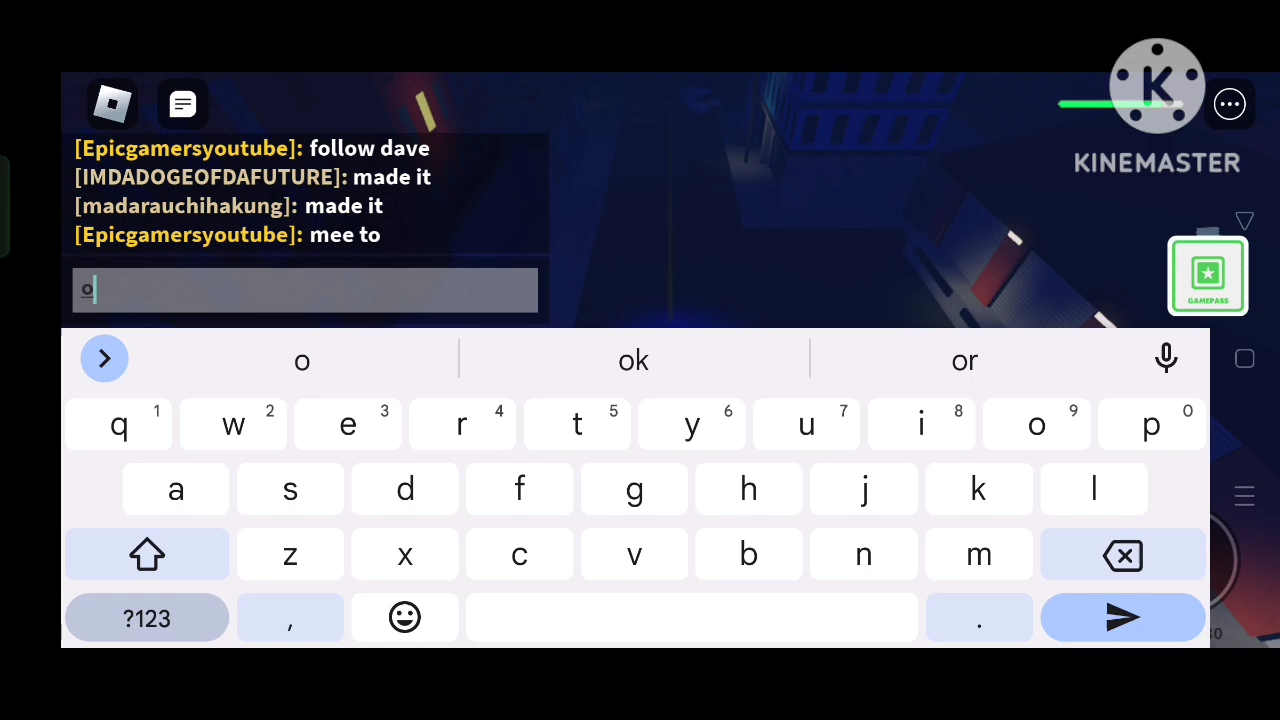 [Epicgamersyoutube]: follow dave
[IMDADOGEOFDAFUTURE]: made it
[madarauchihakung]: made it
[Epicgamersyoutube]: mee to
o
K
KINEMASTER
GAMEPASS
o ok or
q 1 w 2 e 3 r 4 t 5 y 6 u 7 i 8 o 9 p 0
a s d f g h j k l
z x c v b n m
?123 , .